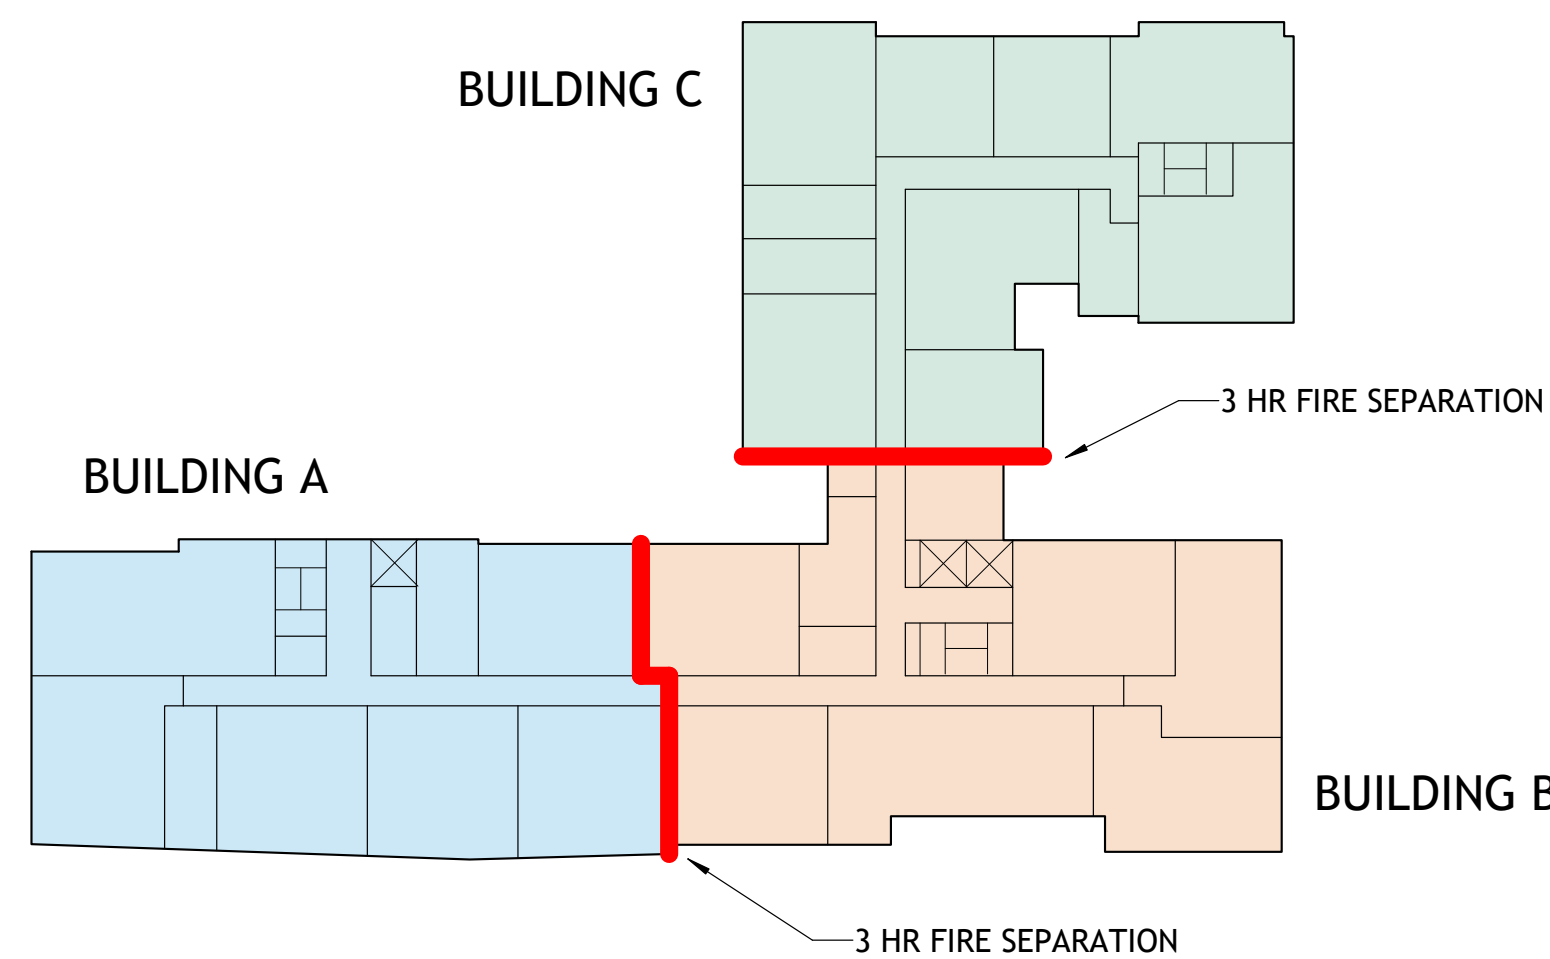 BUILDING C
3 HR FIRE SEPARATION
BUILDING A
BUILDING B
3 HR FIRE SEPARATION